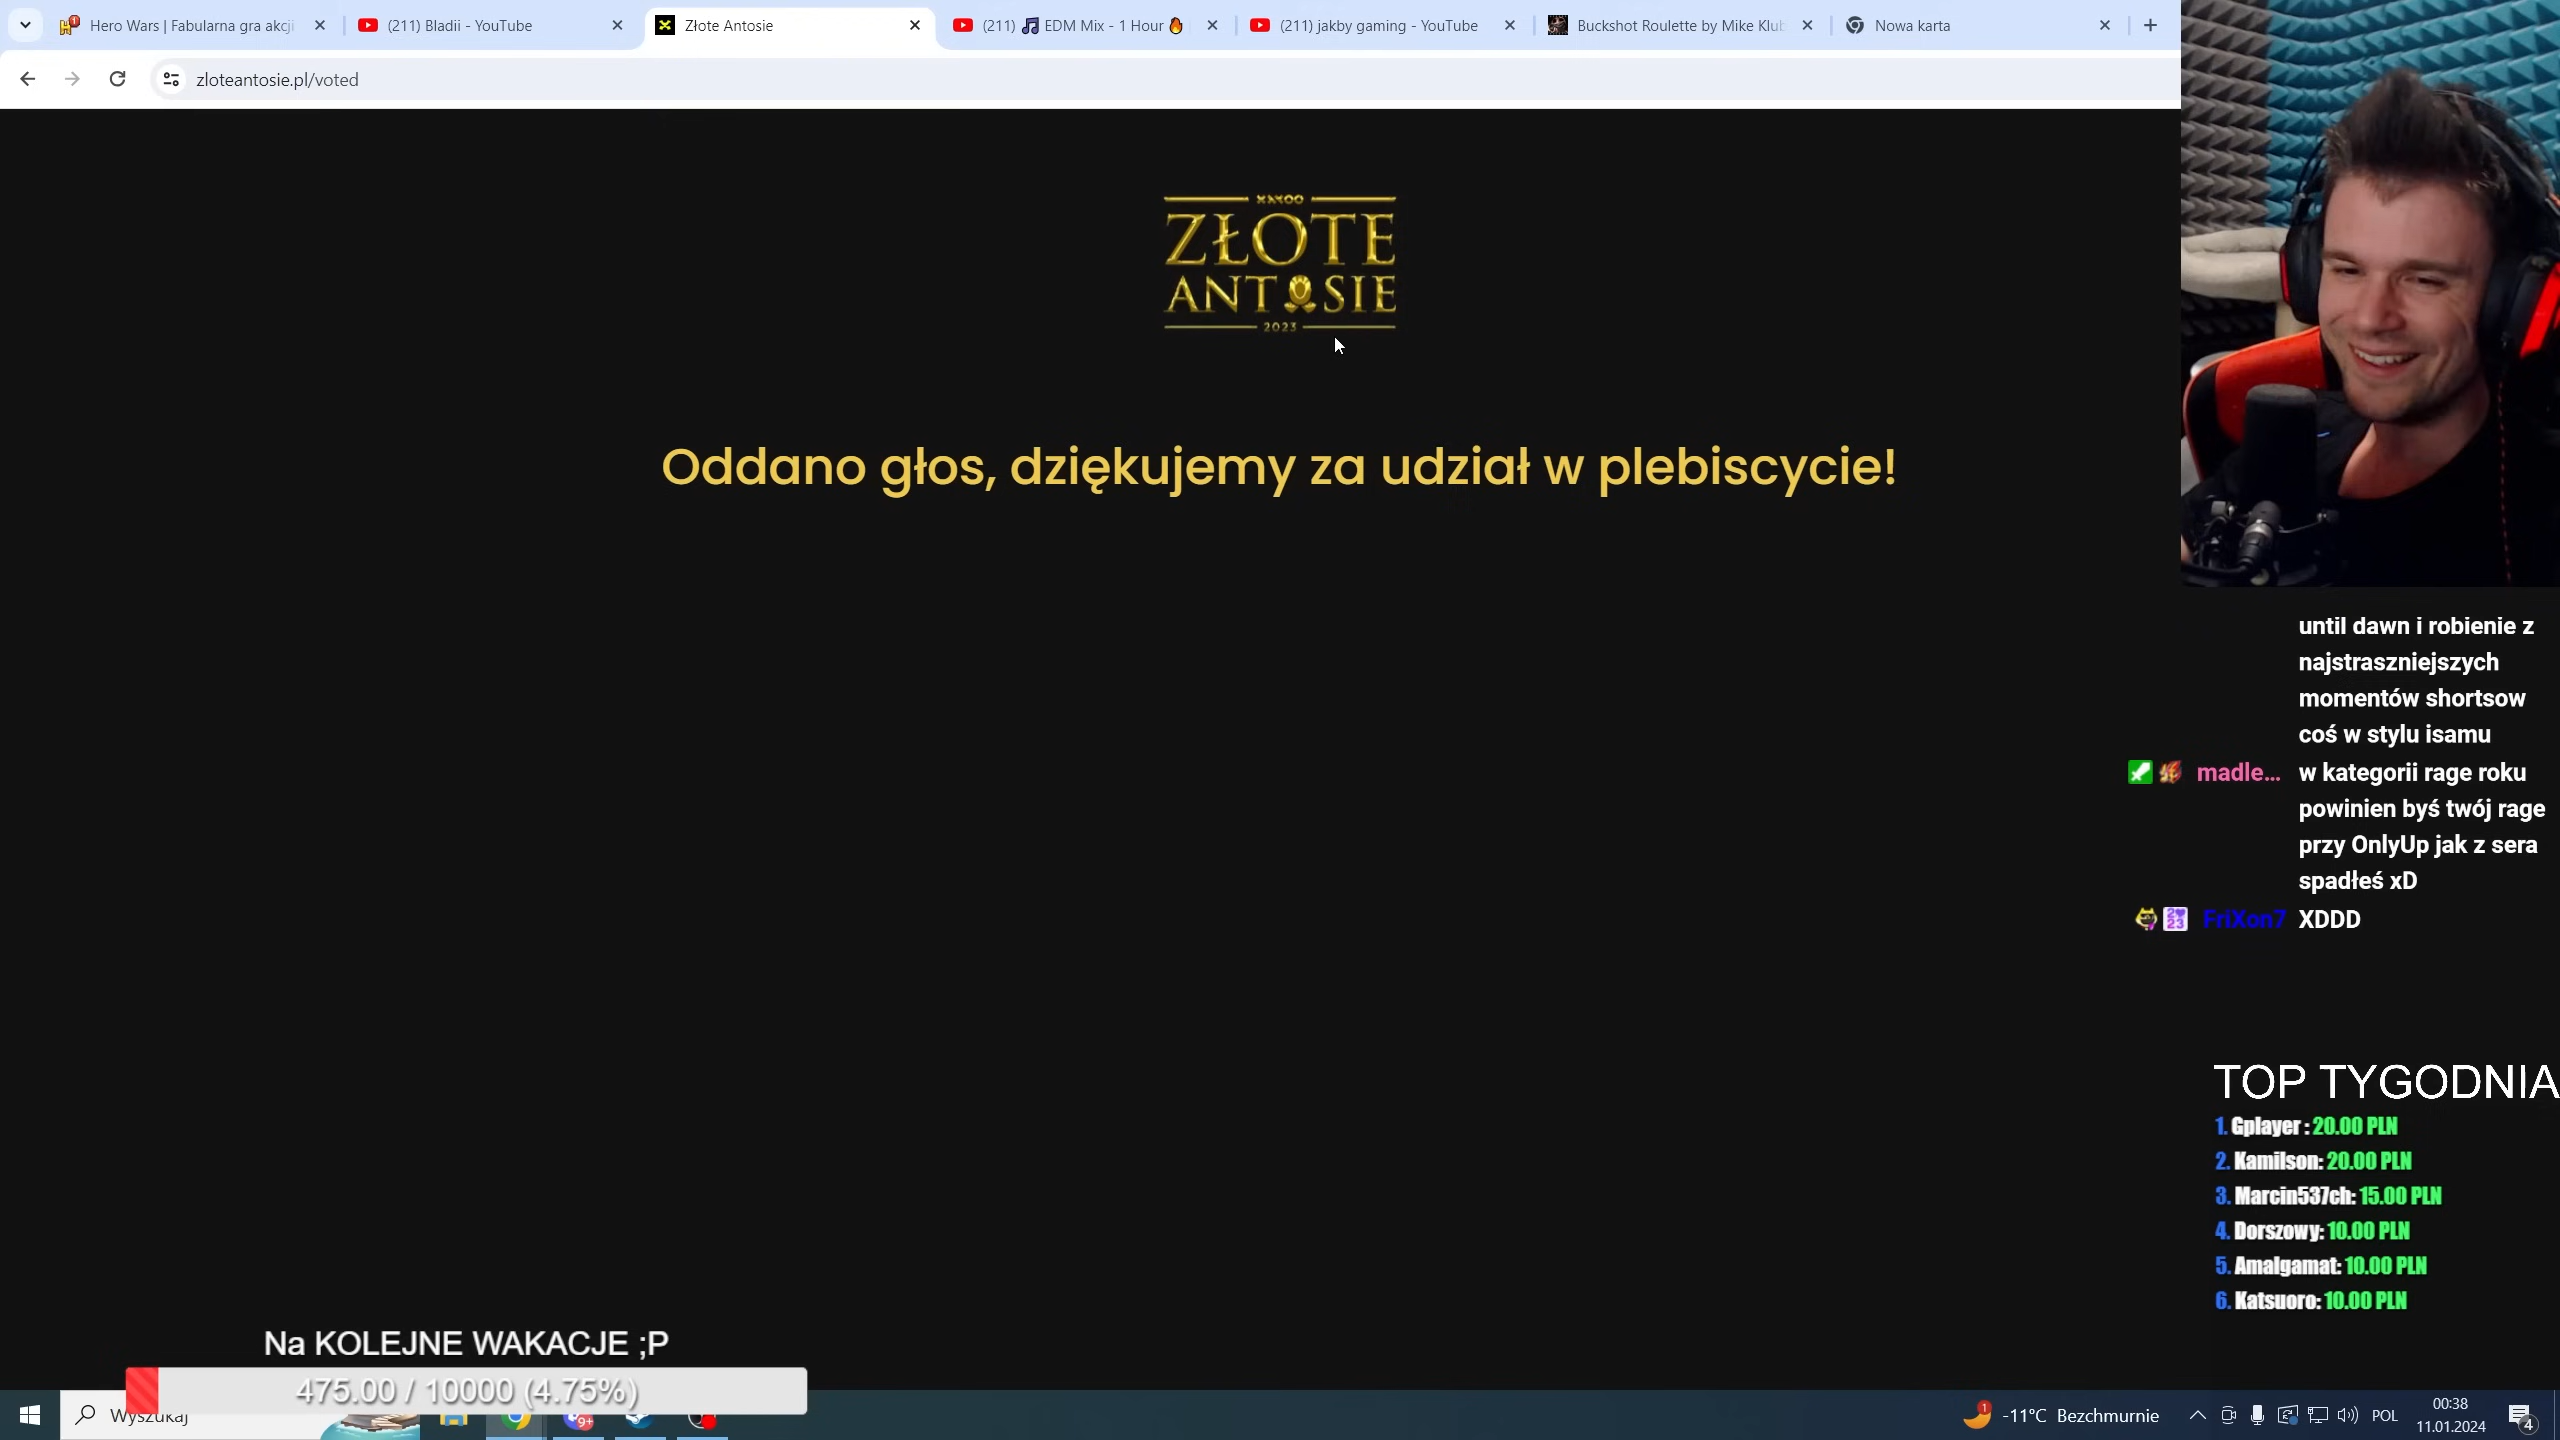 Hero Wars | Fabularna gra akcji
(211) Bladii - YouTube
Złote Antosie
(211) 🎵 EDM Mix - 1 Hour 🔥
(211) jakby gaming - YouTube
Buckshot Roulette by Mike Klub
Nowa karta
zloteantosie.pl/voted
ZŁOTE
ANTOSIE
2023
Oddano głos, dziękujemy za udział w plebiscycie!
until dawn i robienie z
najstraszniejszych
momentów shortsow
coś w stylu isamu
madle... w kategorii rage roku
powinien byś twój rage
przy OnlyUp jak z sera
spadłeś xD
FriXon7 XDDD
TOP TYGODNIA
1. Gplayer : 20.00 PLN
2. Kamilson: 20.00 PLN
3. Marcin537ch: 15.00 PLN
4. Dorszowy: 10.00 PLN
5. Amalgamat: 10.00 PLN
6. Katsuoro: 10.00 PLN
Na KOLEJNE WAKACJE ;P
475.00 / 10000 (4.75%)
Wyszukaj
9+
1
-11°C Bezchmurnie
POL
00:38
11.01.2024
4